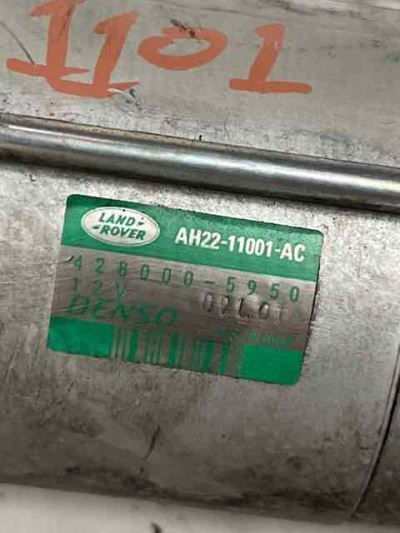 1101
LAND-
ROVER
AH22-11001-AC
428000-5950
12V
DENSO